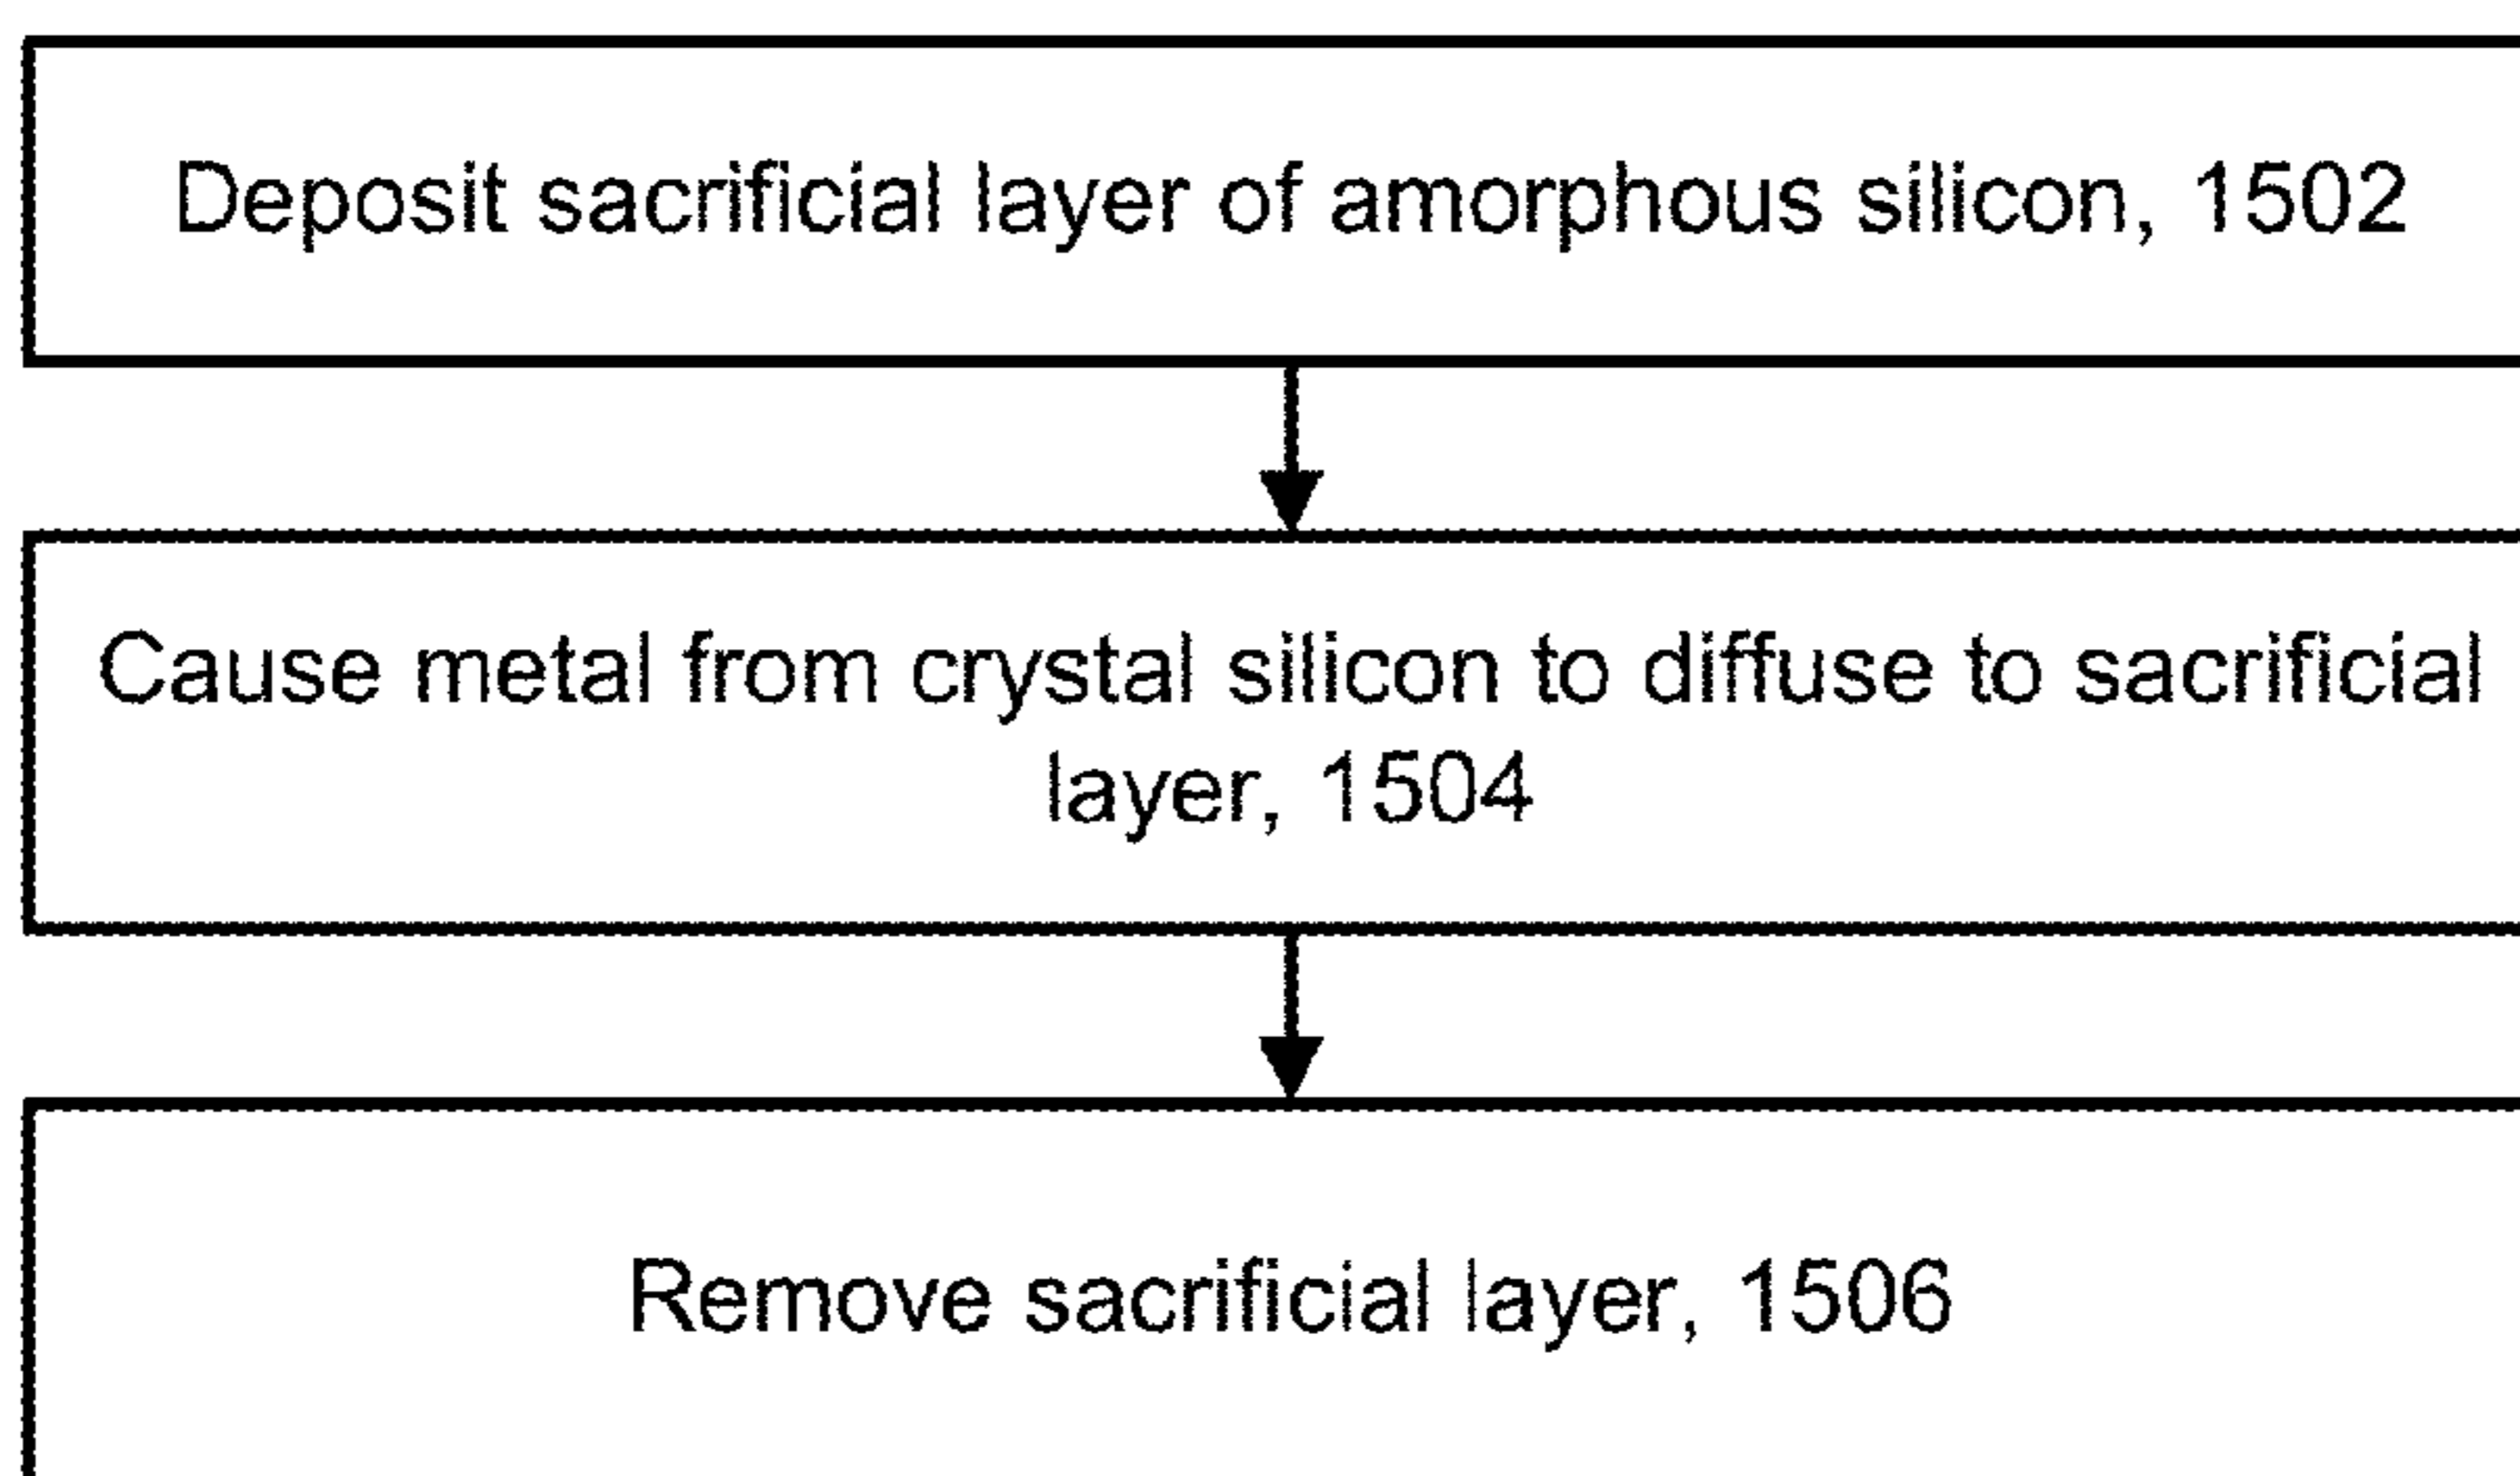 Deposit sacrificial layer of amorphous silicon, 1502
Cause metal from crystal silicon to diffuse to sacrificial
layer, 1504
Remove sacrificial layer, 1506